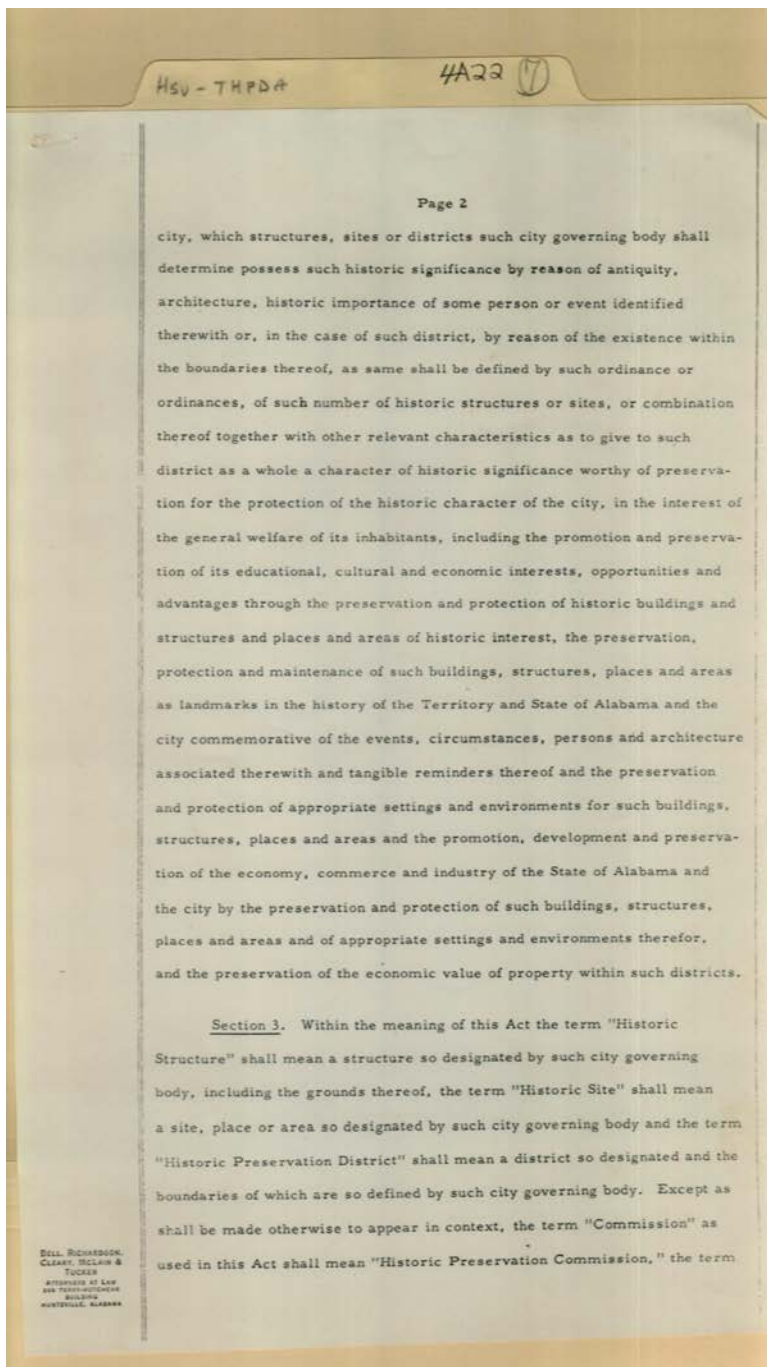 HSV - THPDA 4A22 7
Page 2
city, which structures, sites or districts such city governing body shall
determine possess such historic significance by reason of antiquity,
architecture, historic importance of some person or event identified
therewith or, in the case of such district, by reason of the existence within
the boundaries thereof, as same shall be defined by such ordinance or
ordinances, of such number of historic structures or sites, or combination
thereof together with other relevant characteristics as to give to such
district as a whole a character of historic significance worthy of preserva-
tion for the protection of the historic character of the city, in the interest of
the general welfare of its inhabitants, including the promotion and preserva-
tion of its educational, cultural and economic interests, opportunities and
advantages through the preservation and protection of historic buildings and
structures and places and areas of historic interest, the preservation,
protection and maintenance of such buildings, structures, places and areas
as landmarks in the history of the Territory and State of Alabama and the
city commemorative of the events, circumstances, persons and architecture
associated therewith and tangible reminders thereof and the preservation
and protection of appropriate settings and environments for such buildings,
structures, places and areas and the promotion, development and preserva-
tion of the economy, commerce and industry of the State of Alabama and
the city by the preservation and protection of such buildings, structures,
places and areas and of appropriate settings and environments therefor,
and the preservation of the economic value of property within such districts.
Section 3. Within the meaning of this Act the term "Historic
Structure" shall mean a structure so designated by such city governing
body, including the grounds thereof, the term "Historic Site" shall mean
a site, place or area so designated by such city governing body and the term
"Historic Preservation District" shall mean a district so designated and the
boundaries of which are so defined by such city governing body. Except as
shall be made otherwise to appear in context, the term "Commission" as
used in this Act shall mean "Historic Preservation Commission," the term
BELL, RICHARDSON,
CLEARY, MCLAIN &
TUCKER
ATTORNEYS AT LAW
TERRY-HUTCHENS
BUILDING
HUNTSVILLE, ALABAMA